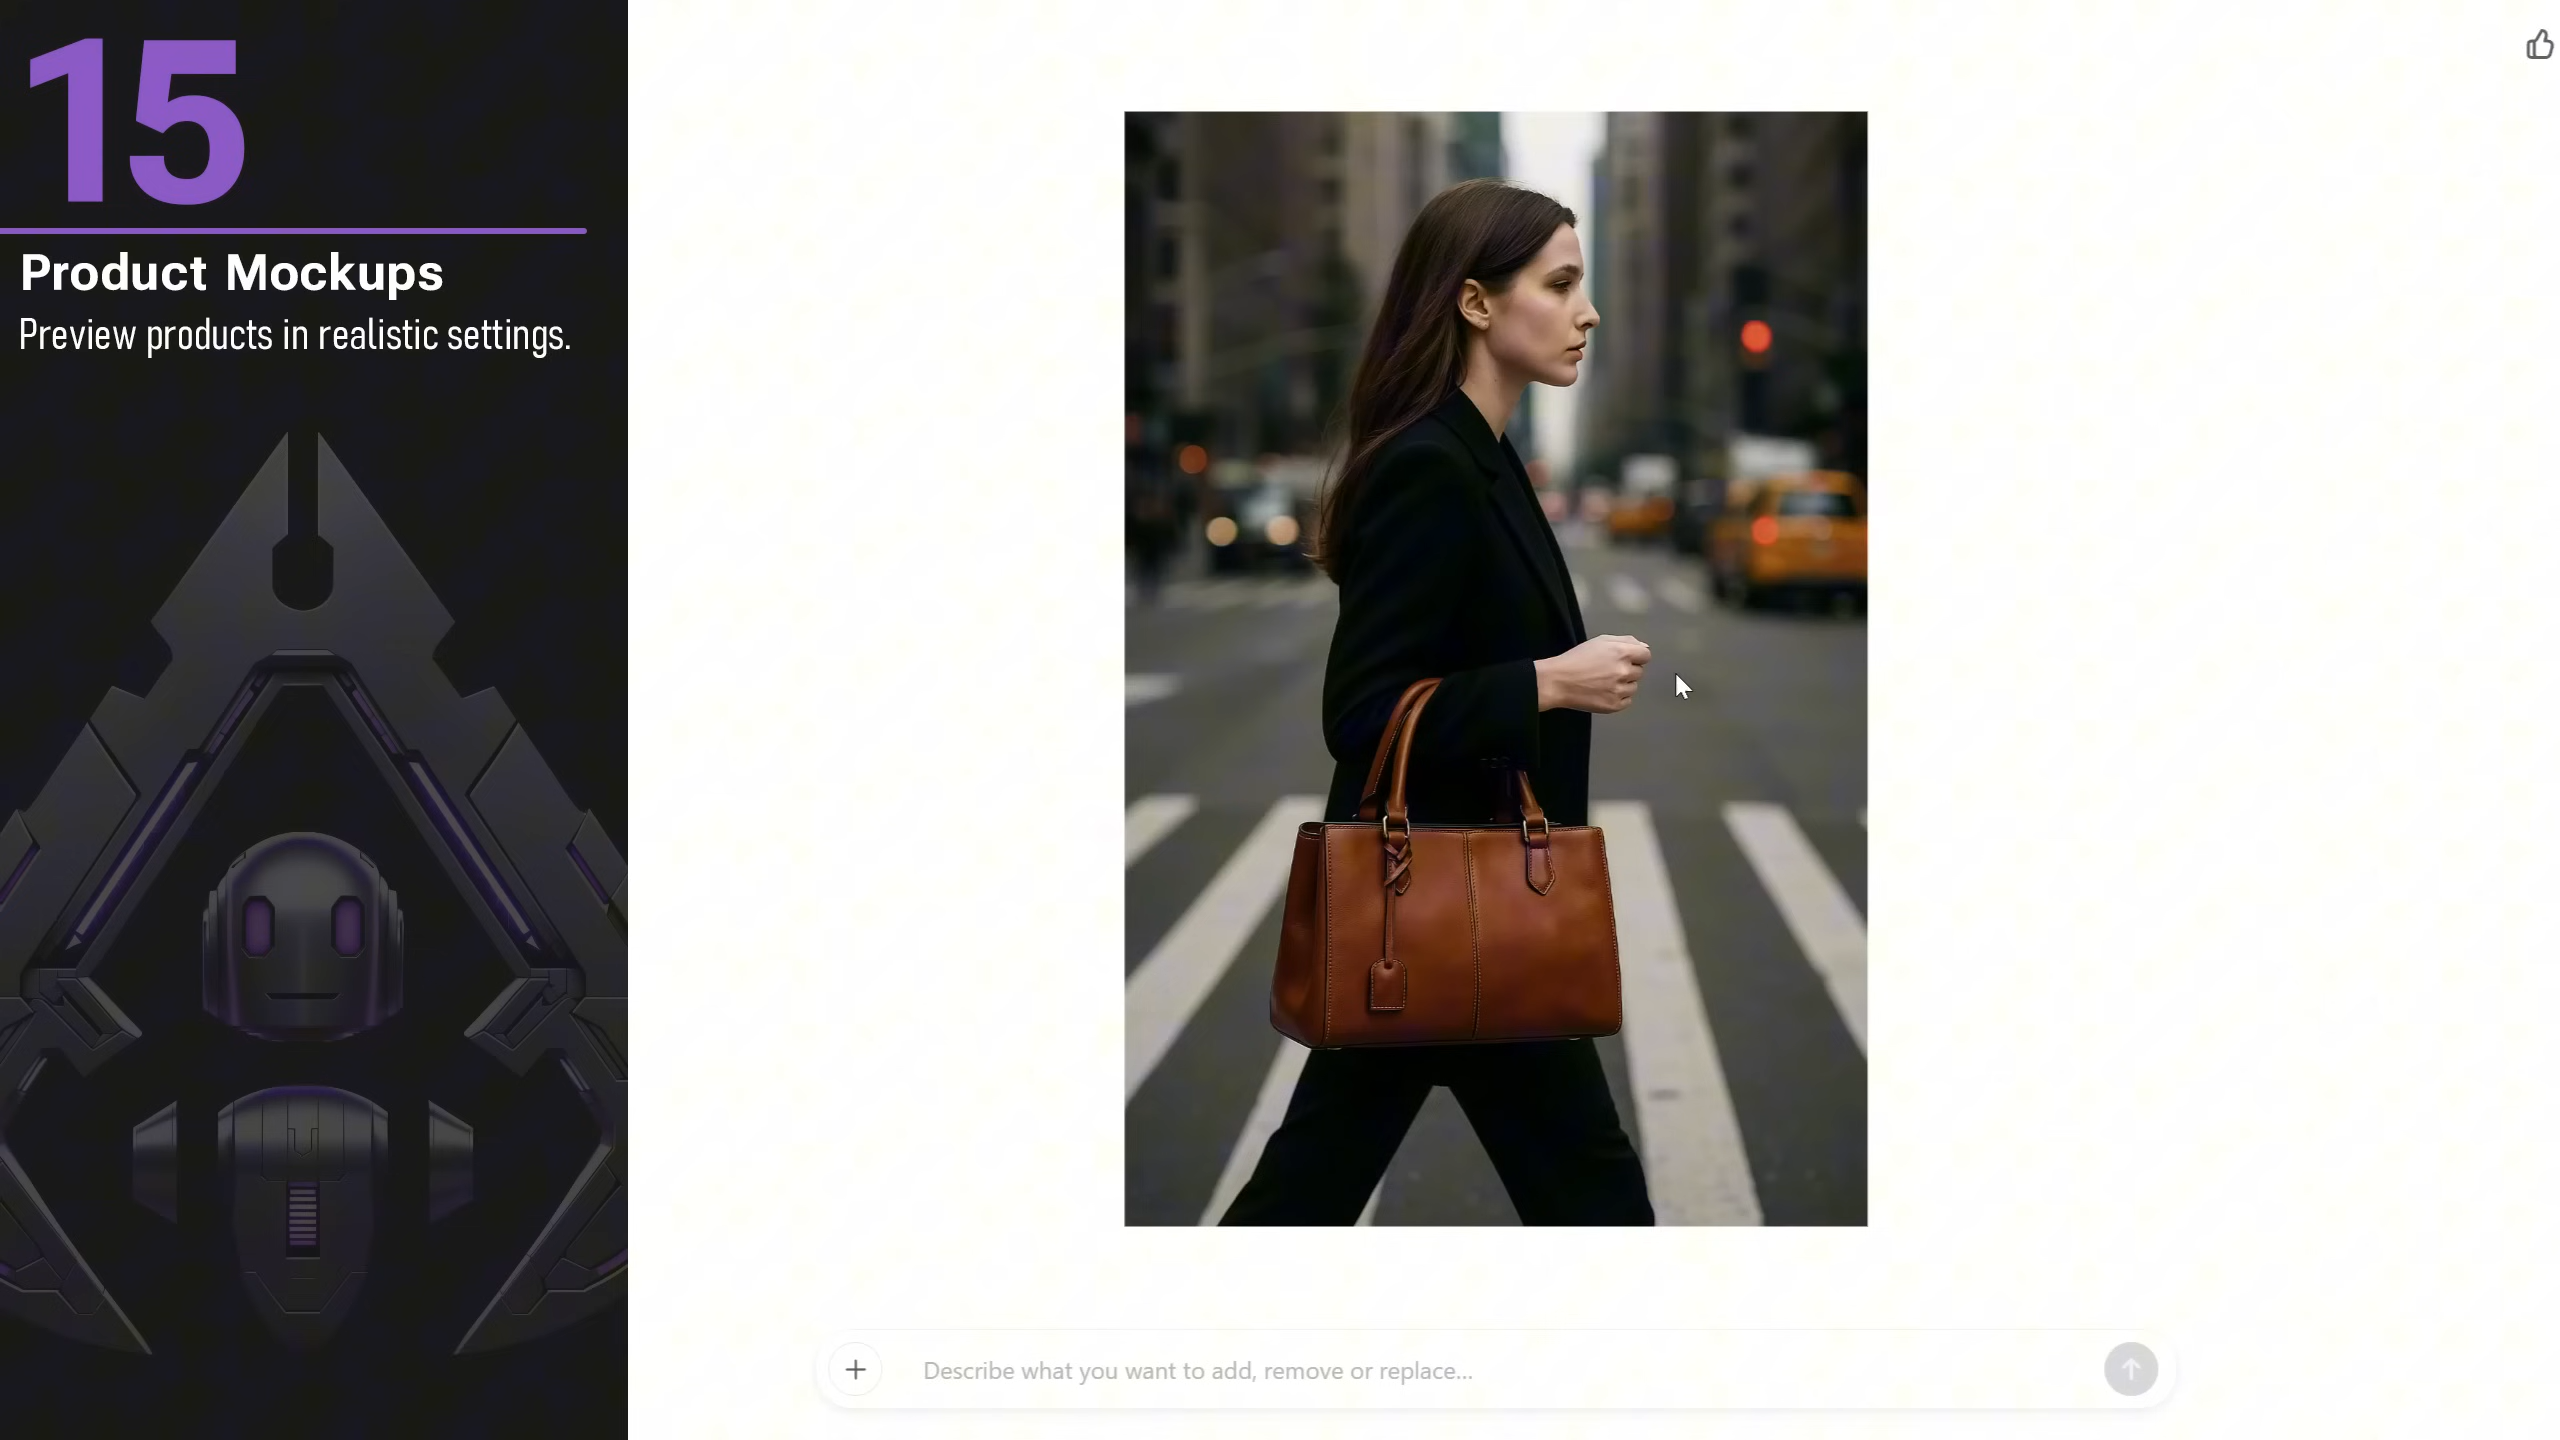 15
Product Mockups
Preview products in realistic settings.
Describe what you want to add, remove or replace...